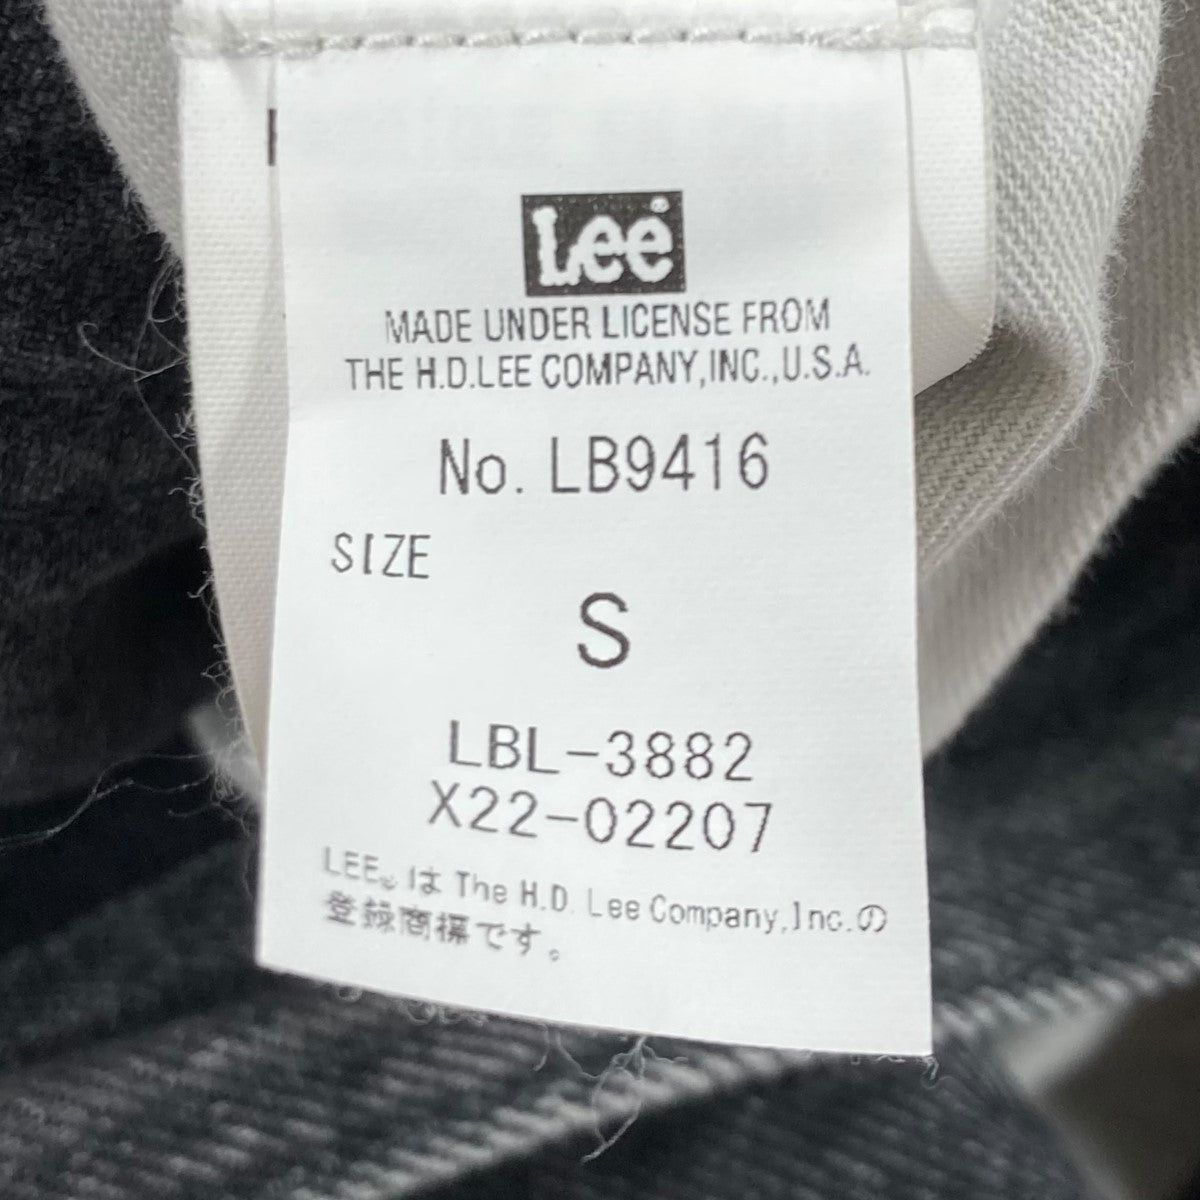 Lee
MADE UNDER LICENSE FROM
THE H.D.LEE COMPANY,INC.,U.S.A.
No. LB9416
SIZE
S
LBL-3882
X22-02207
LEE®は The H.D. Lee Company,Inc.の
登録商標です。